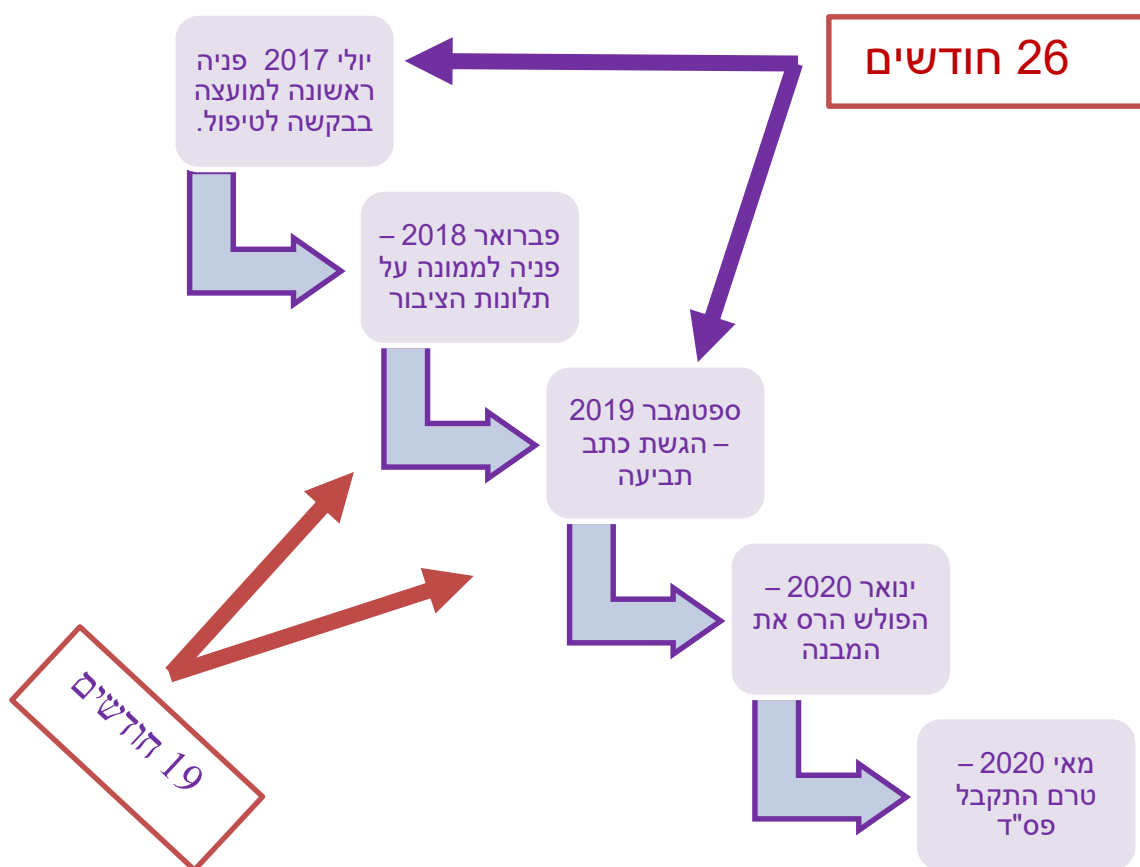 26 חודשים
יולי 2017 פניה
ראשונה למועצה
בבקשה לטיפול.
פברואר 2018 –
פניה לממונה על
תלונות הציבור
ספטמבר 2019
– הגשת כתב
תביעה
ינואר 2020 –
הפולש הרס את
המבנה
19 חודשים
מאי 2020 –
טרם התקבל
פס"ד